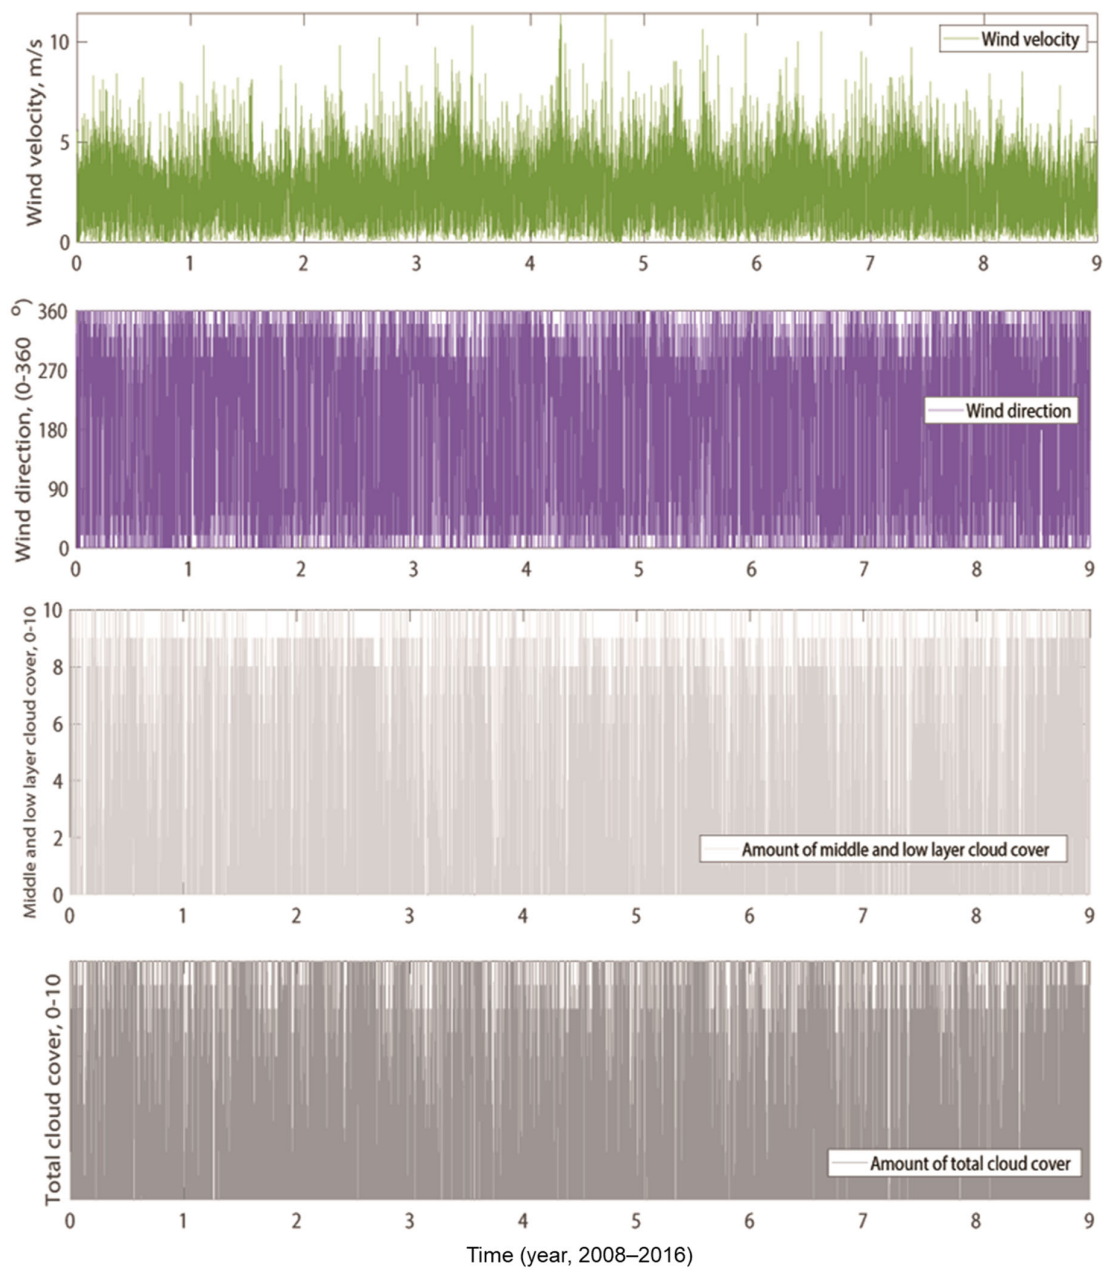 Wind velocity, m/s
10
5
0
Wind velocity
0 1 2 3 4 5 6 7 8 9
Wind direction, (0-360 o)
360
270
180
90
0
Wind direction
0 1 2 3 4 5 6 7 8 9
Middle and low layer cloud cover, 0-10
10
8
6
4
2
0
Amount of middle and low layer cloud cover
0 1 2 3 4 5 6 7 8 9
Total cloud cover, 0-10
Amount of total cloud cover
0 1 2 3 4 5 6 7 8 9
Time (year, 2008–2016)